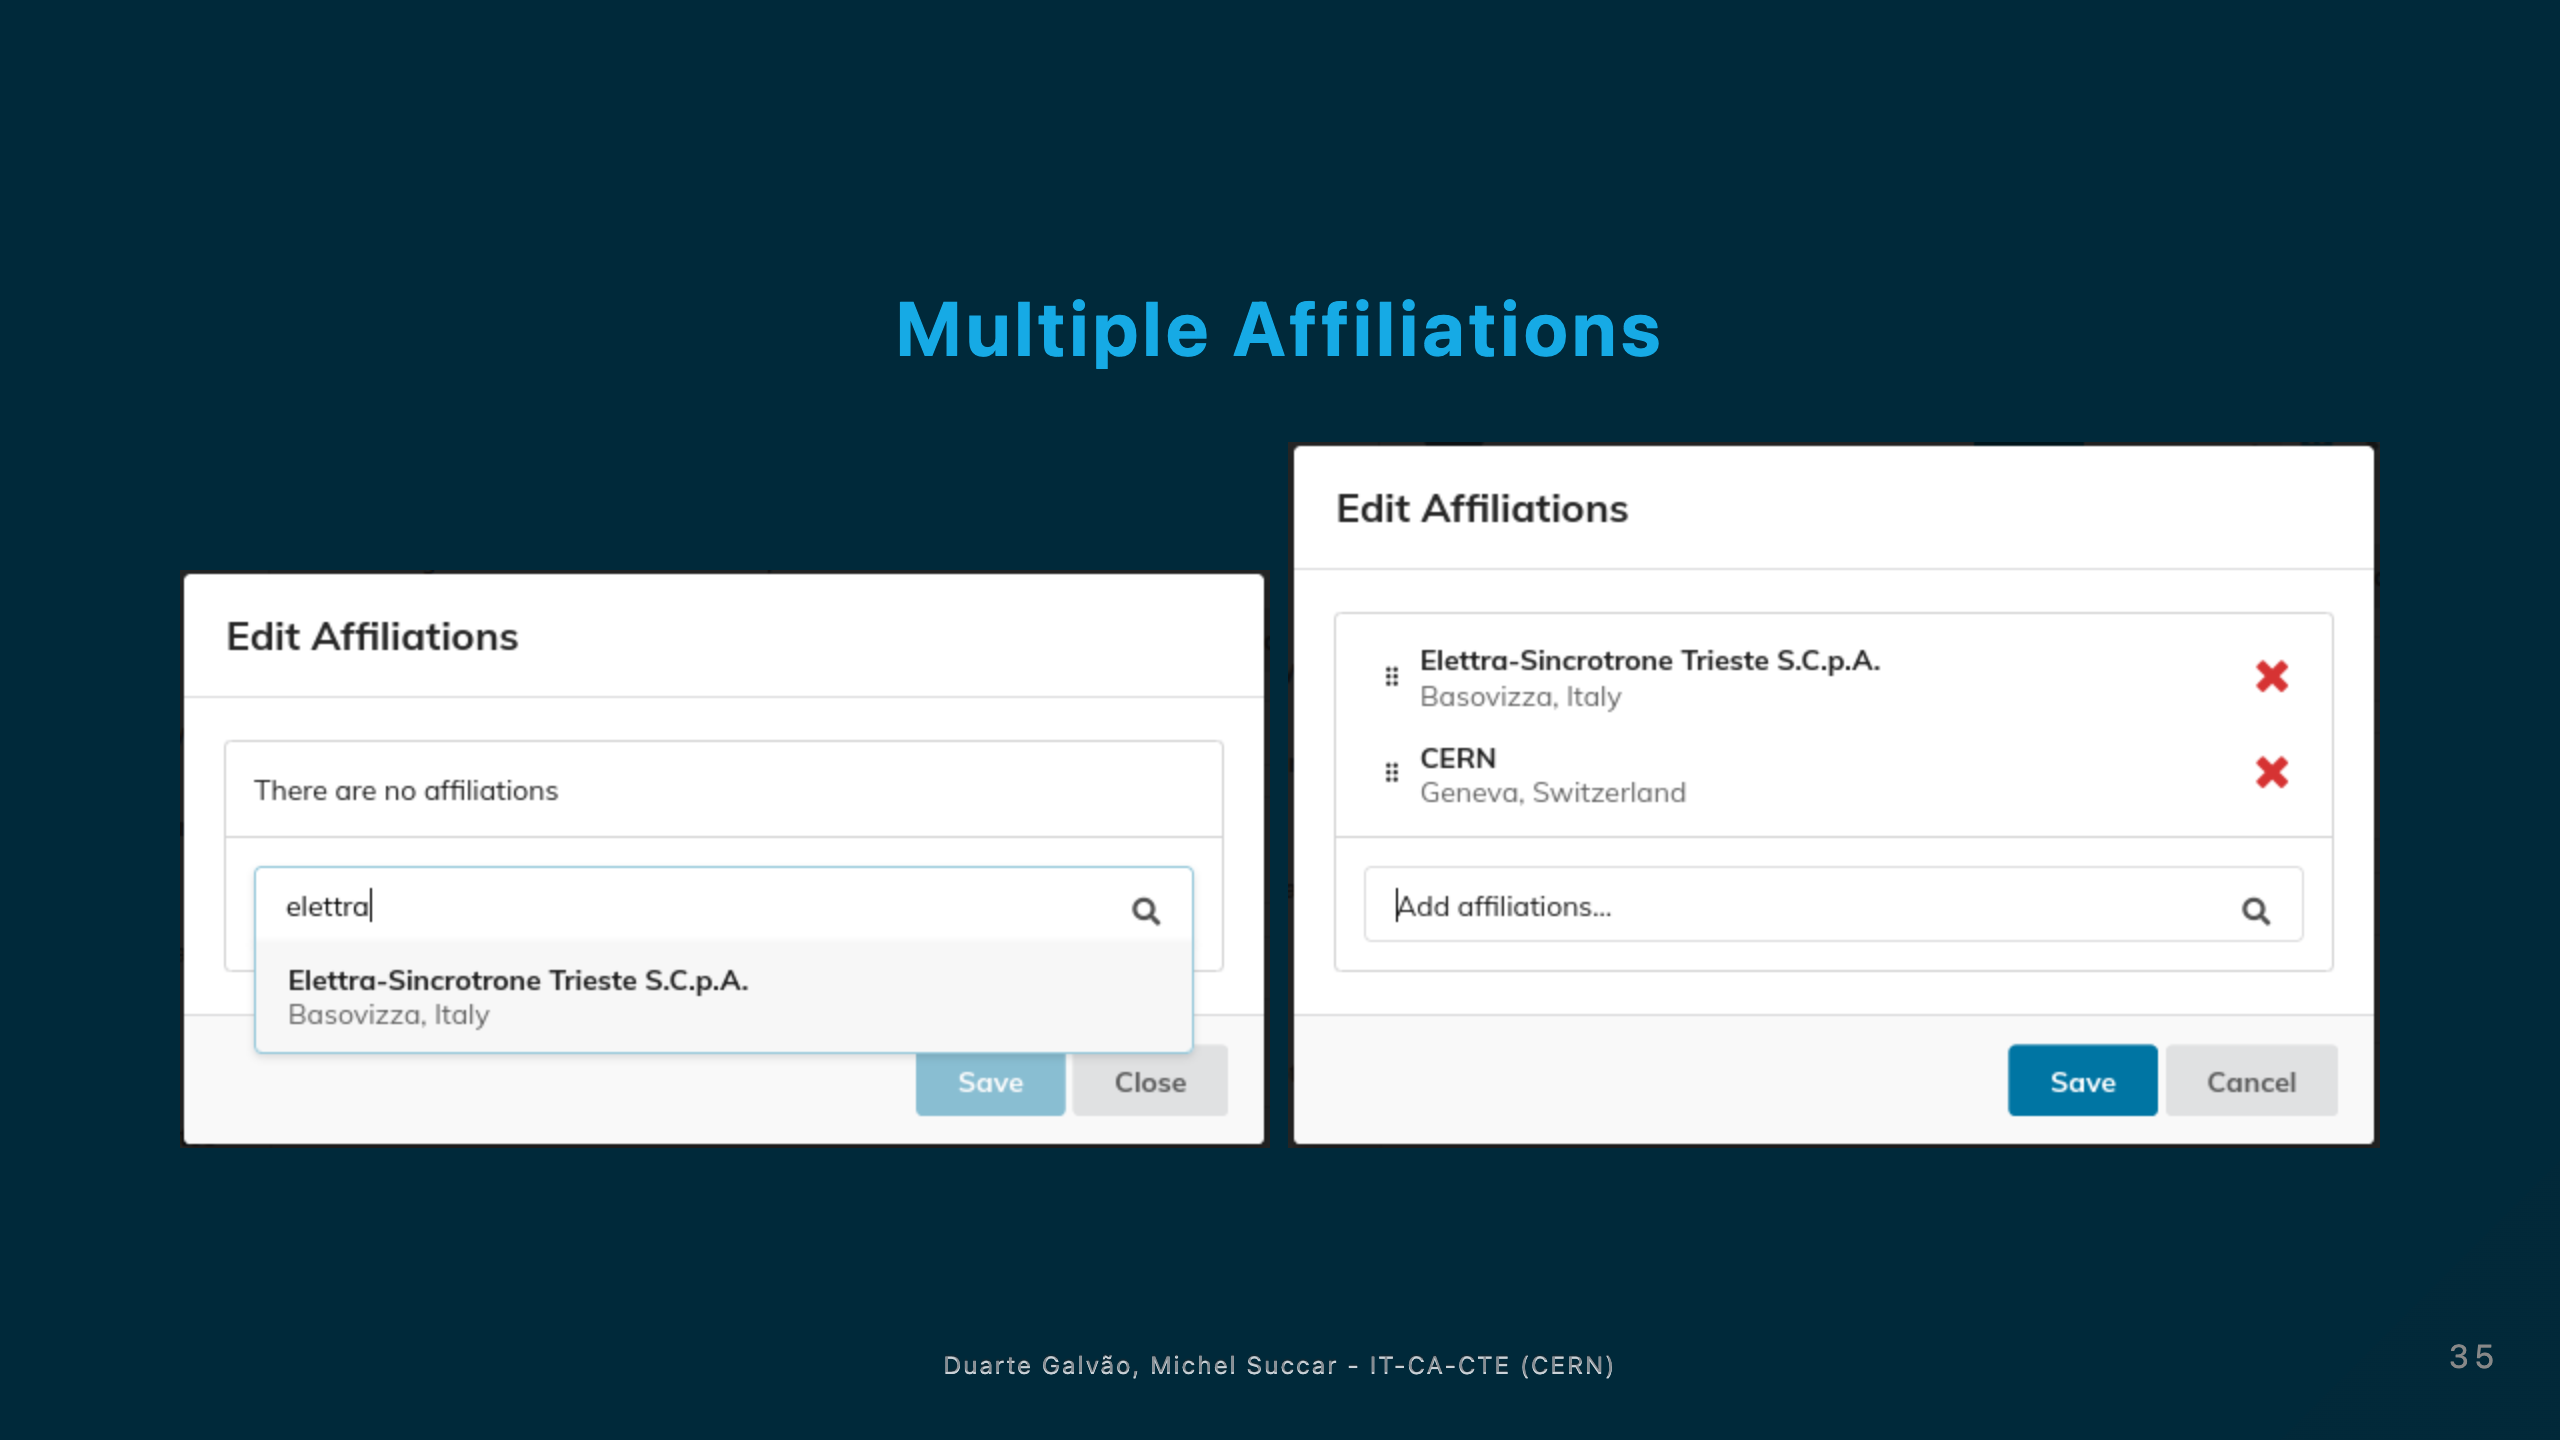 Multiple Affiliations
Edit Affiliations
There are no affiliations
elettra
Elettra-Sincrotrone Trieste S.C.p.A.
Basovizza, Italy
Save
Close
Edit Affiliations
Elettra-Sincrotrone Trieste S.C.p.A.
Basovizza, Italy
CERN
Geneva, Switzerland
Add affiliations...
Save
Cancel
Duarte Galvão, Michel Succar - IT-CA-CTE (CERN)
35